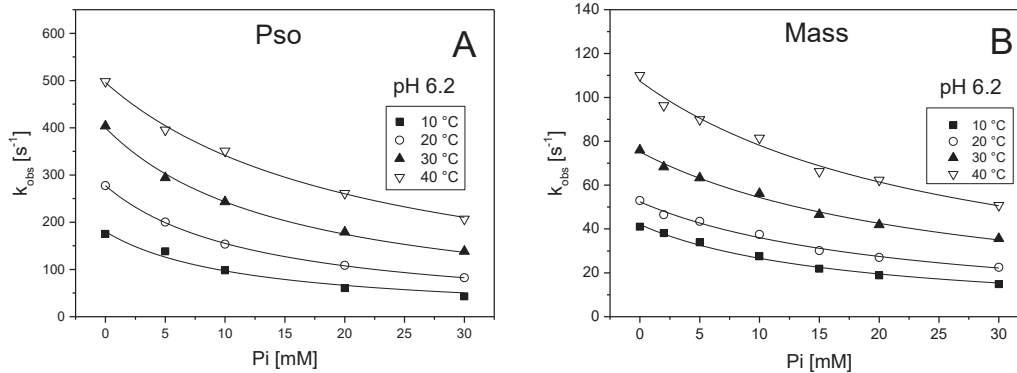 Pso
A
pH 6.2
10 °C
20 °C
30 °C
40 °C
600
500
400
300
200
100
0
k_obs [s⁻¹]
0 5 10 15 20 25 30
Pi [mM]
Mass
B
pH 6.2
10 °C
20 °C
30 °C
40 °C
140
120
100
80
60
40
20
0
k_obs [s⁻¹]
0 5 10 15 20 25 30
Pi [mM]